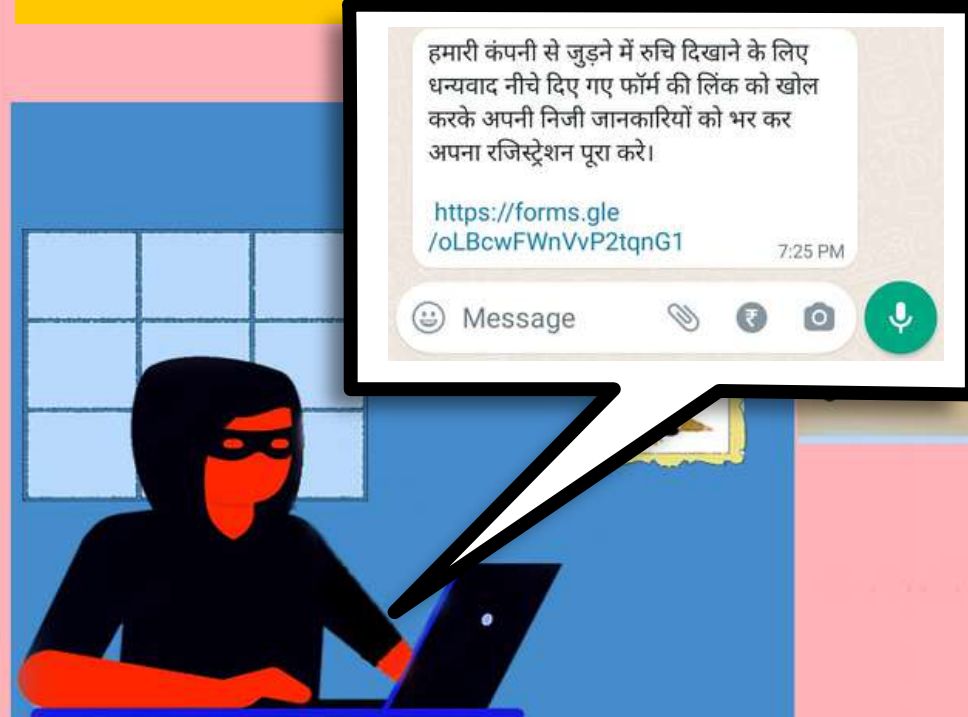 हमारी कंपनी से जुड़ने में रुचि दिखाने के लिए
धन्यवाद नीचे दिए गए फॉर्म की लिंक को खोल
करके अपनी निजी जानकारियों को भर कर
अपना रजिस्ट्रेशन पूरा करे।
https://forms.gle
/oLBcwFWnVvP2tqnG1
7:25 PM
Message